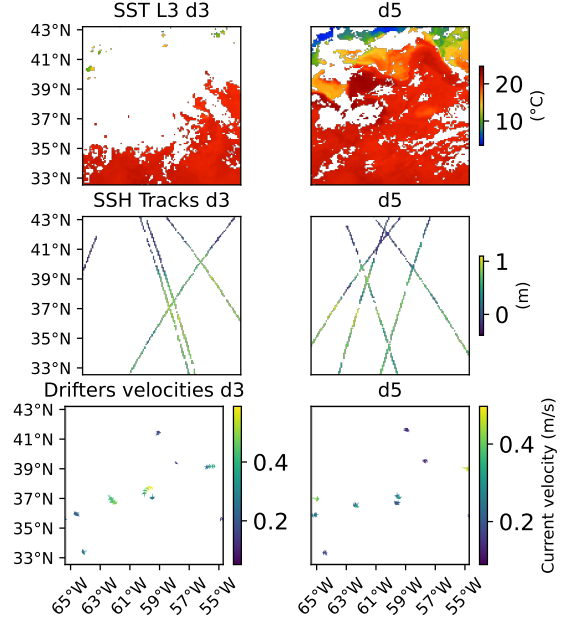 SST L3 d3
d5
43°N
41°N
39°N
37°N
35°N
33°N
20
10
(°C)
SSH Tracks d3
d5
43°N
41°N
39°N
37°N
35°N
33°N
1
0
(m)
Drifters velocities d3
d5
43°N
41°N
39°N
37°N
35°N
33°N
0.4
0.2
0.4
0.2
Current velocity (m/s)
65°W
63°W
61°W
59°W
57°W
55°W
65°W
63°W
61°W
59°W
57°W
55°W